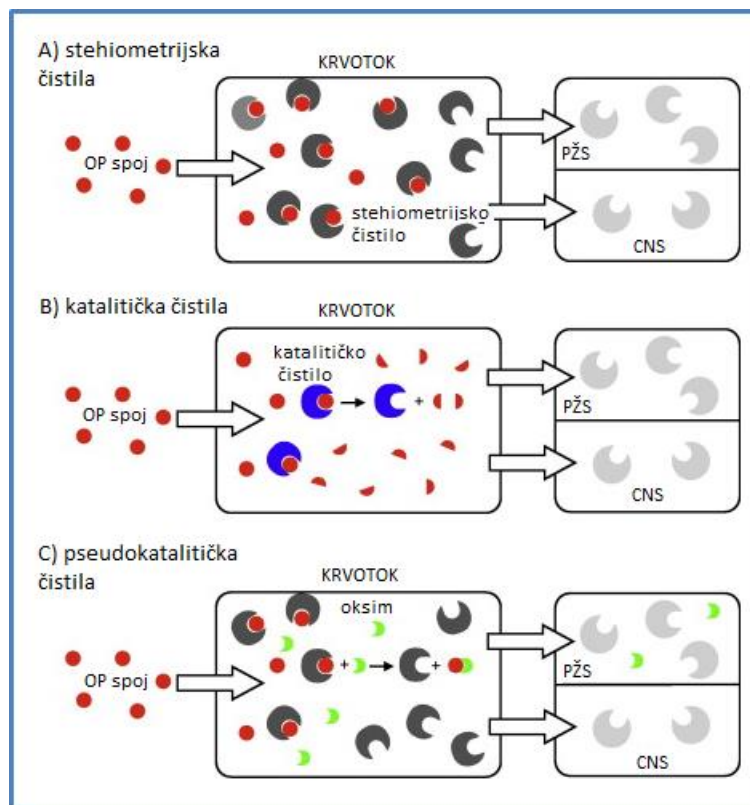 A) stehiometrijska
čistila
KRVOTOK
OP spoj
stehiometrijsko
čistilo
PŽS
CNS
B) katalitička čistila
KRVOTOK
katalitičko
čistilo
OP spoj
+
PŽS
CNS
C) pseudokatalitička
čistila
KRVOTOK
oksim
OP spoj
+ +
PŽS
CNS